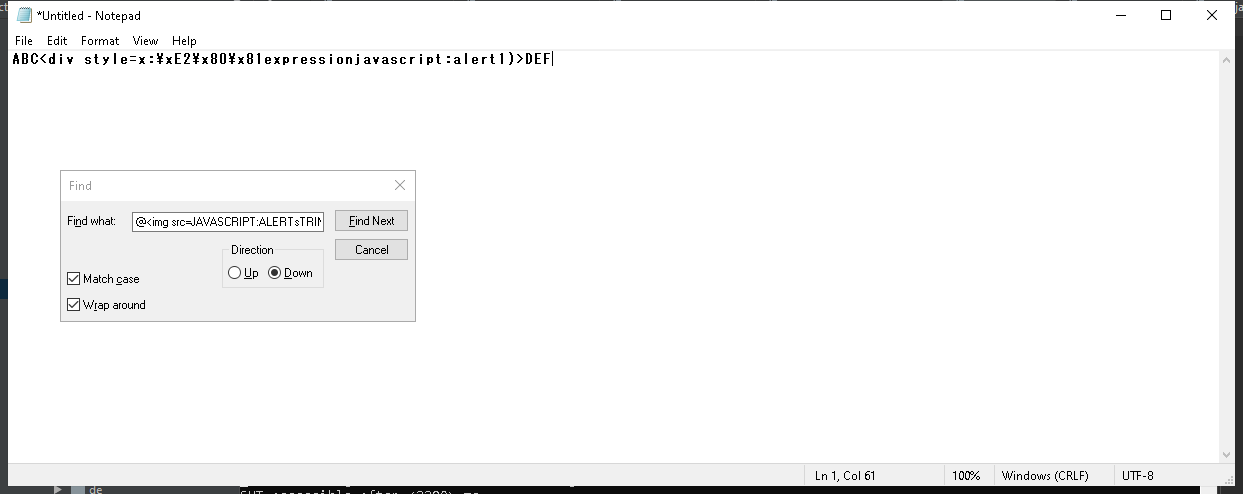 *Untitled - Notepad
File Edit Format View Help
ABC<div style=x:¥xE2¥x80¥x81expressionjavascript:alert1)>DEF
Find
Find what: @<img src=JAVASCRIPT:ALERTsTRIN Find Next
Direction Cancel
Up Down
Match case
Wrap around
Ln 1, Col 61 100% Windows (CRLF) UTF-8
de